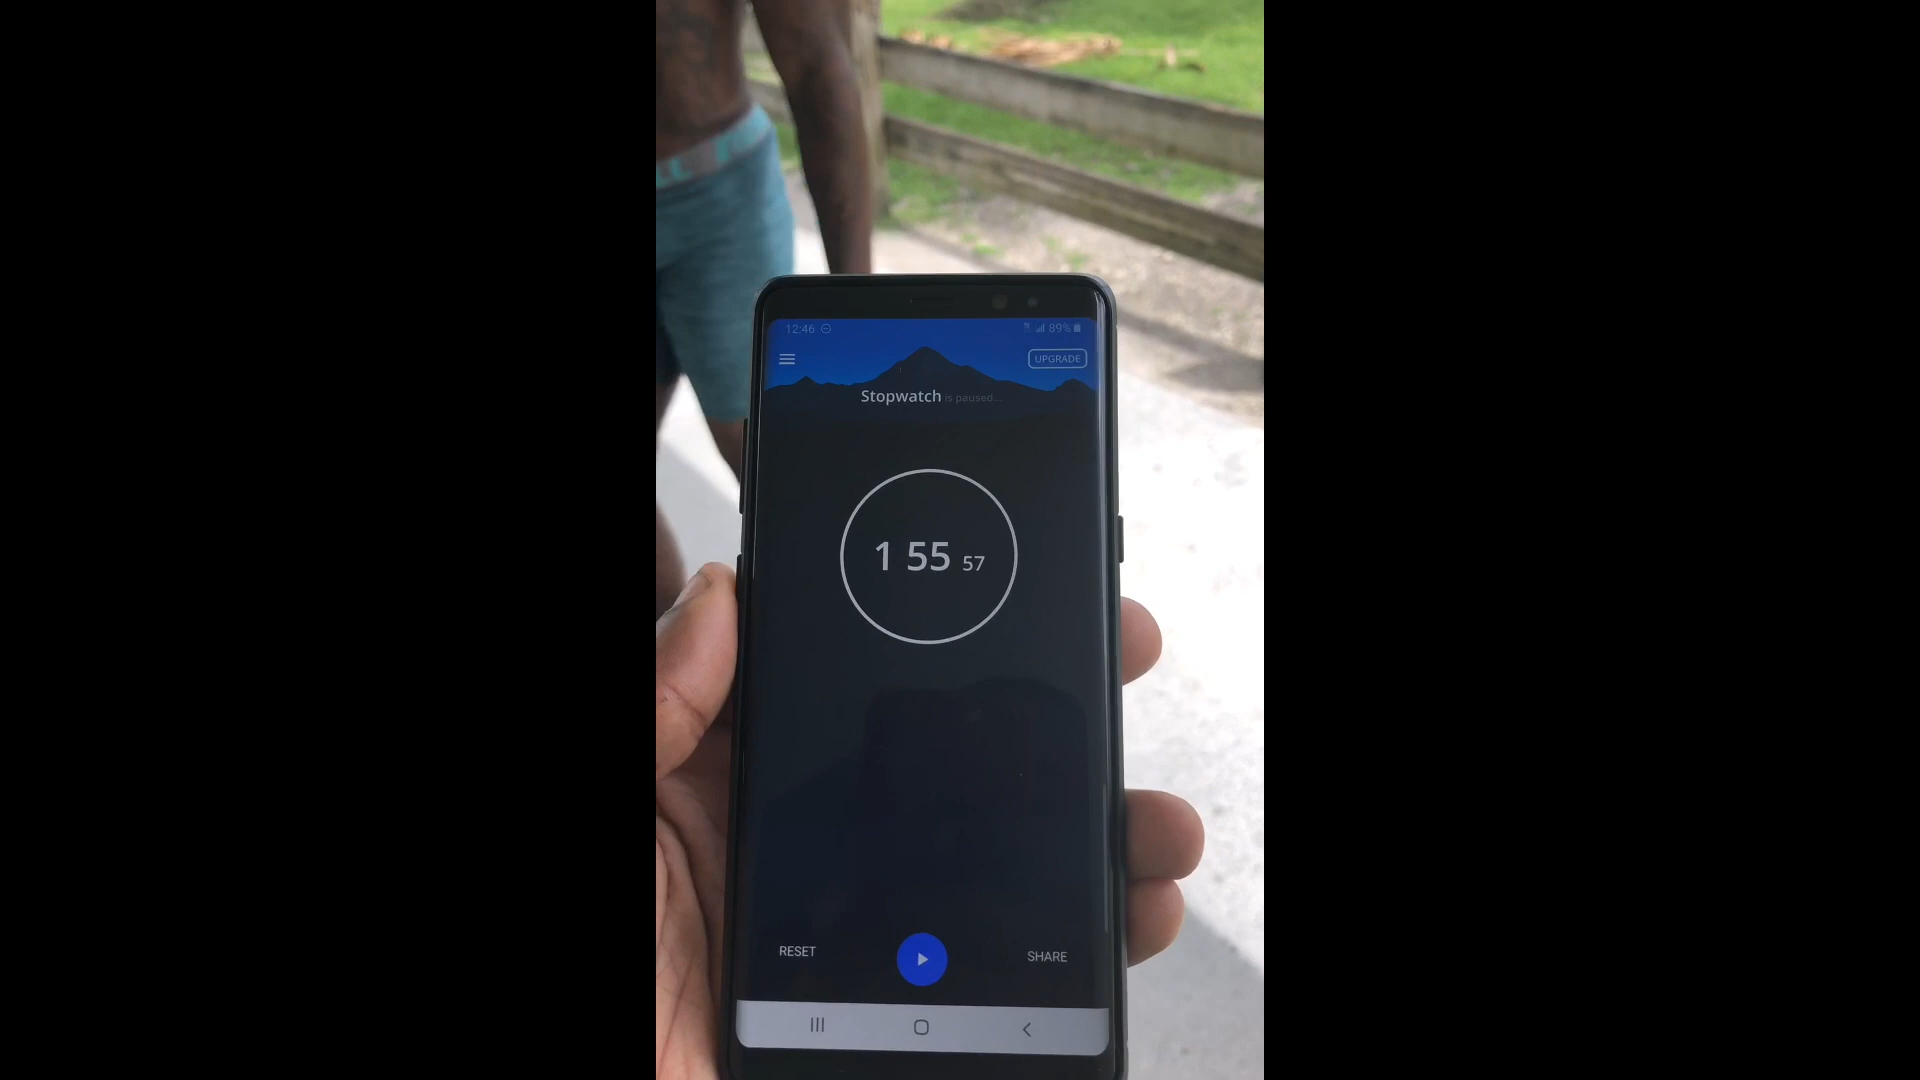 12:46 89%
UPGRADE
Stopwatch is paused...
1 55 57
RESET SHARE